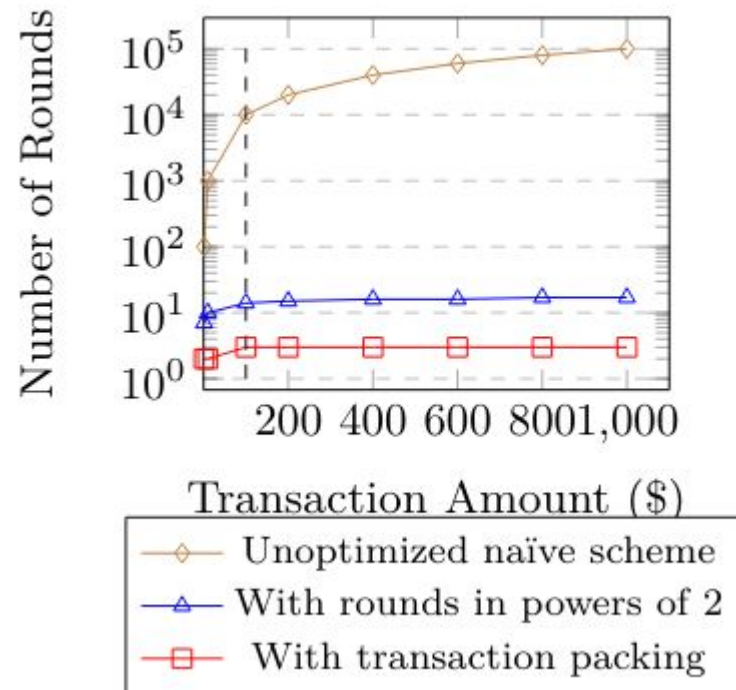 Number of Rounds
10^5
10^4
10^3
10^2
10^1
10^0
200 400 600 8001,000
Transaction Amount ($)
Unoptimized naïve scheme
With rounds in powers of 2
With transaction packing